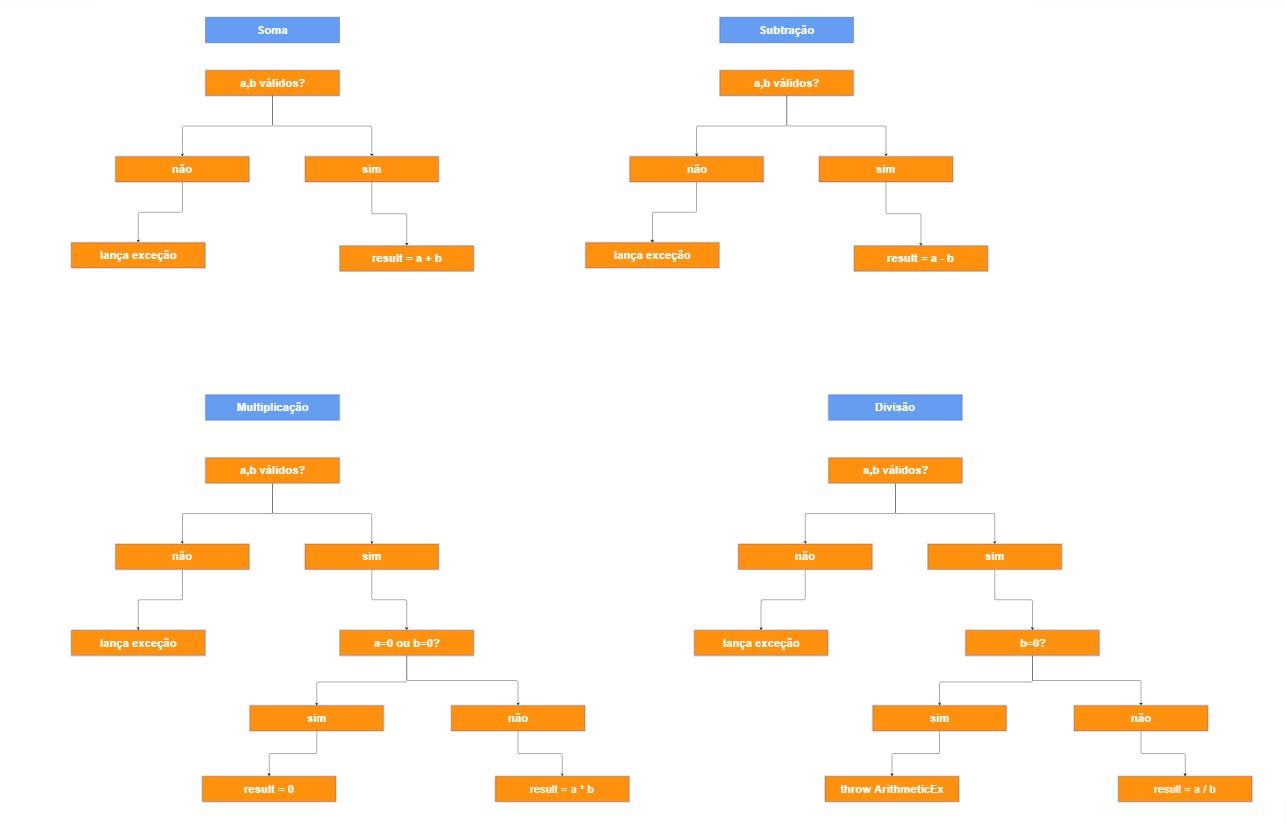 Soma
a,b válidos?
não
sim
lança exceção
result = a + b
Subtração
a,b válidos?
não
sim
lança exceção
result = a - b
Multiplicação
a,b válidos?
não
sim
lança exceção
a=0 ou b=0?
sim
não
result = 0
result = a * b
Divisão
a,b válidos?
não
sim
lança exceção
b=0?
sim
não
throw ArithmeticEx
result = a / b